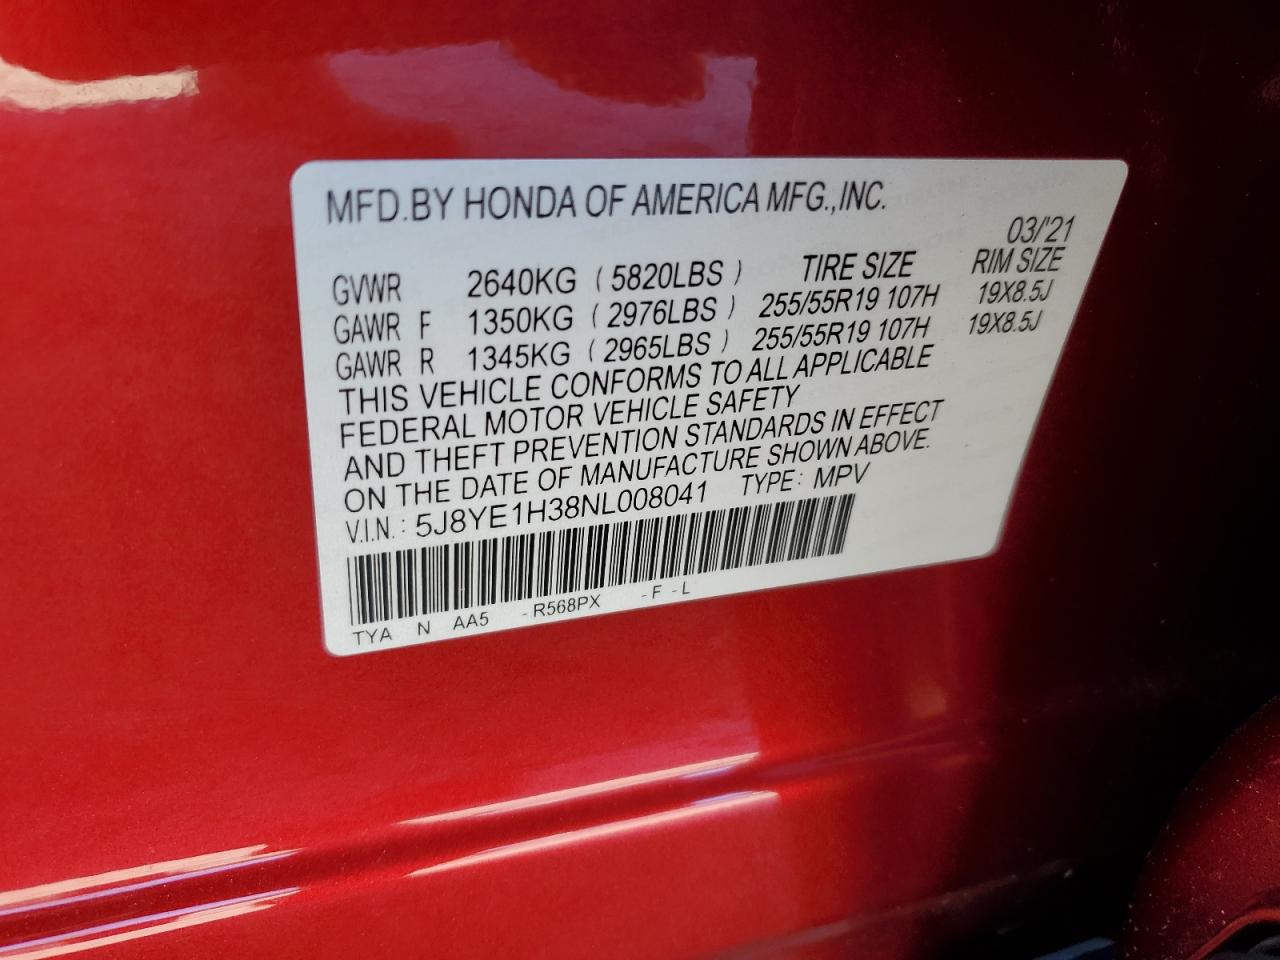 MFD.BY HONDA OF AMERICA MFG.,INC.
03/'21
GVWR 2640KG ( 5820LBS ) TIRE SIZE RIM SIZE
GAWR F 1350KG ( 2976LBS ) 255/55R19 107H 19X8.5J
GAWR R 1345KG ( 2965LBS ) 255/55R19 107H 19X8.5J
THIS VEHICLE CONFORMS TO ALL APPLICABLE
FEDERAL MOTOR VEHICLE SAFETY
AND THEFT PREVENTION STANDARDS IN EFFECT
ON THE DATE OF MANUFACTURE SHOWN ABOVE.
V.I.N.: 5J8YE1H38NL008041 TYPE: MPV
TYA N AA5 -R568PX -F -L